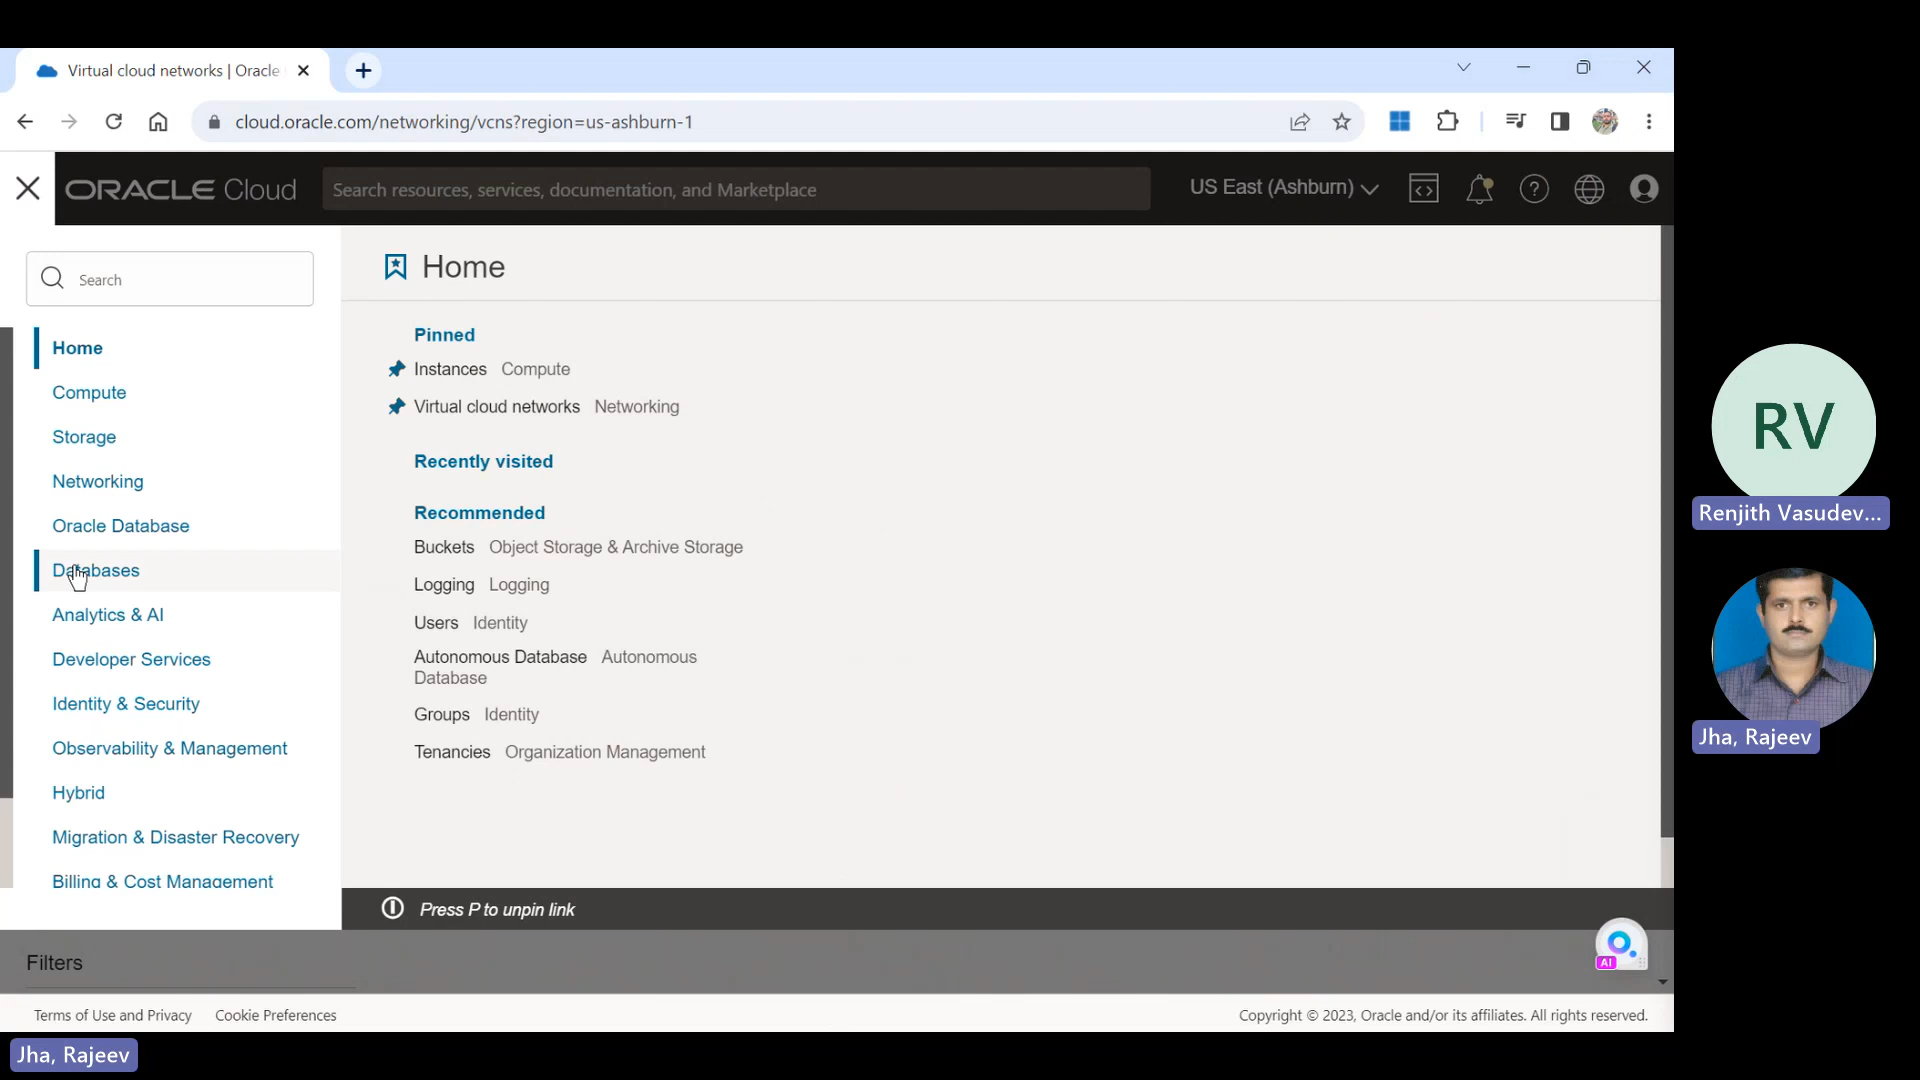 Virtual cloud networks | Oracle
cloud.oracle.com/networking/vcns?region=us-ashburn-1
ORACLE Cloud
Search resources, services, documentation, and Marketplace
US East (Ashburn)
Search
Home
Compute
Storage
Networking
Oracle Database
Databases
Analytics & AI
Developer Services
Identity & Security
Observability & Management
Hybrid
Migration & Disaster Recovery
Billing & Cost Management
Home
Pinned
Instances Compute
Virtual cloud networks Networking
Recently visited
Recommended
Buckets Object Storage & Archive Storage
Logging Logging
Users Identity
Autonomous Database Autonomous
Database
Groups Identity
Tenancies Organization Management
Press P to unpin link
AI
Filters
Terms of Use and Privacy Cookie Preferences
Copyright © 2023, Oracle and/or its affiliates. All rights reserved.
RV
Renjith Vasudev...
Jha, Rajeev
Jha, Rajeev